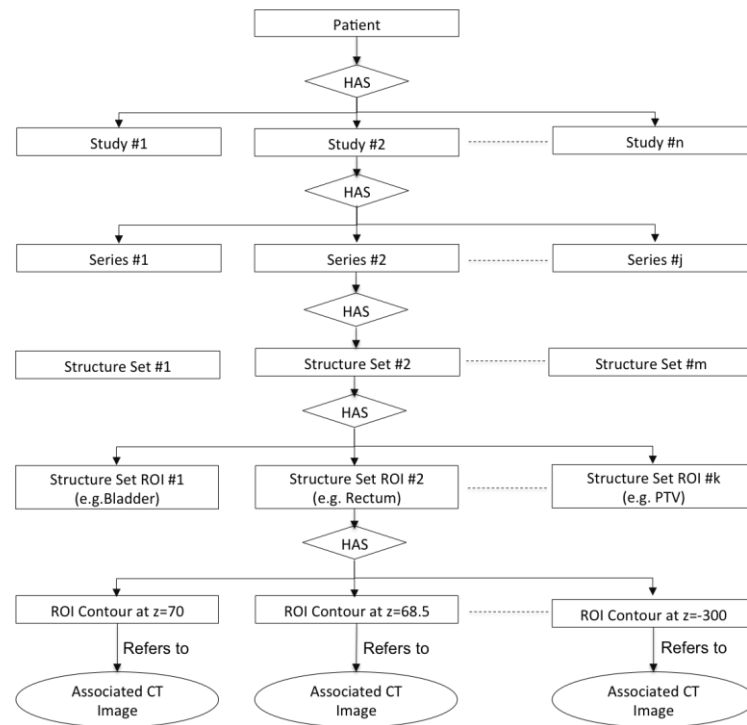 Patient
HAS
Study #1
Study #2
Study #n
HAS
Series #1
Series #2
Series #j
HAS
Structure Set #1
Structure Set #2
Structure Set #m
HAS
Structure Set ROI #1
(e.g.Bladder)
Structure Set ROI #2
(e.g. Rectum)
Structure Set ROI #k
(e.g. PTV)
HAS
ROI Contour at z=70
ROI Contour at z=68.5
ROI Contour at z=-300
Refers to
Refers to
Refers to
Associated CT
Image
Associated CT
Image
Associated CT
Image